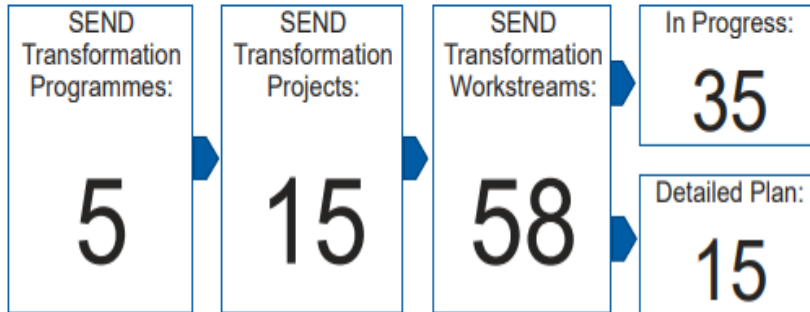 SEND
Transformation
Programmes:
5
SEND
Transformation
Projects:
15
SEND
Transformation
Workstreams:
58
In Progress:
35
Detailed Plan:
15